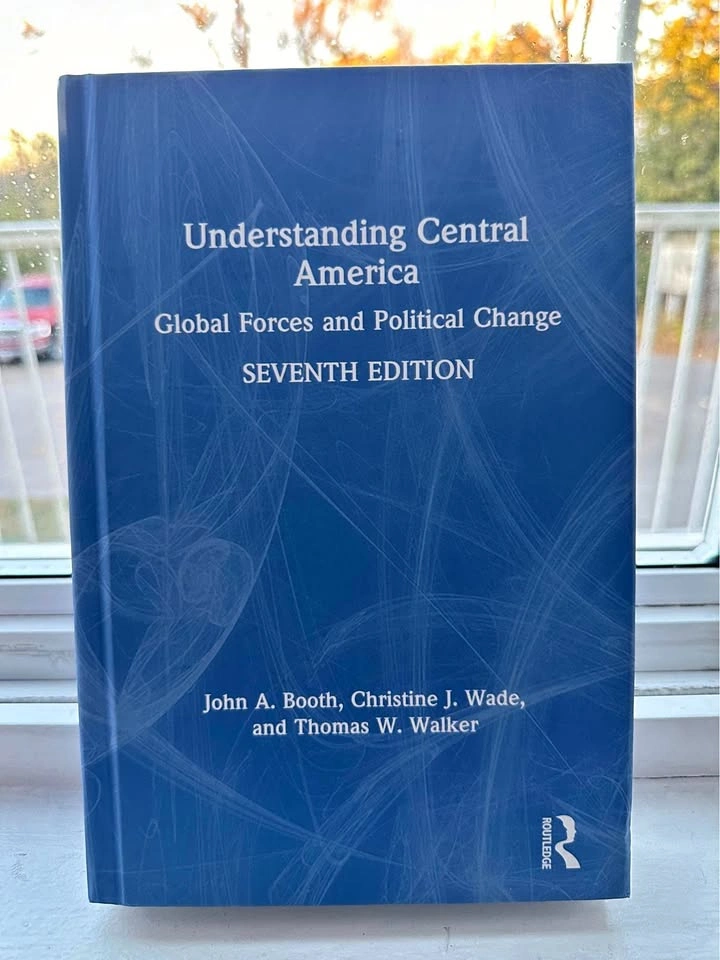 Understanding Central
America
Global Forces and Political Change
SEVENTH EDITION
John A. Booth, Christine J. Wade,
and Thomas W. Walker
ROUTLEDGE